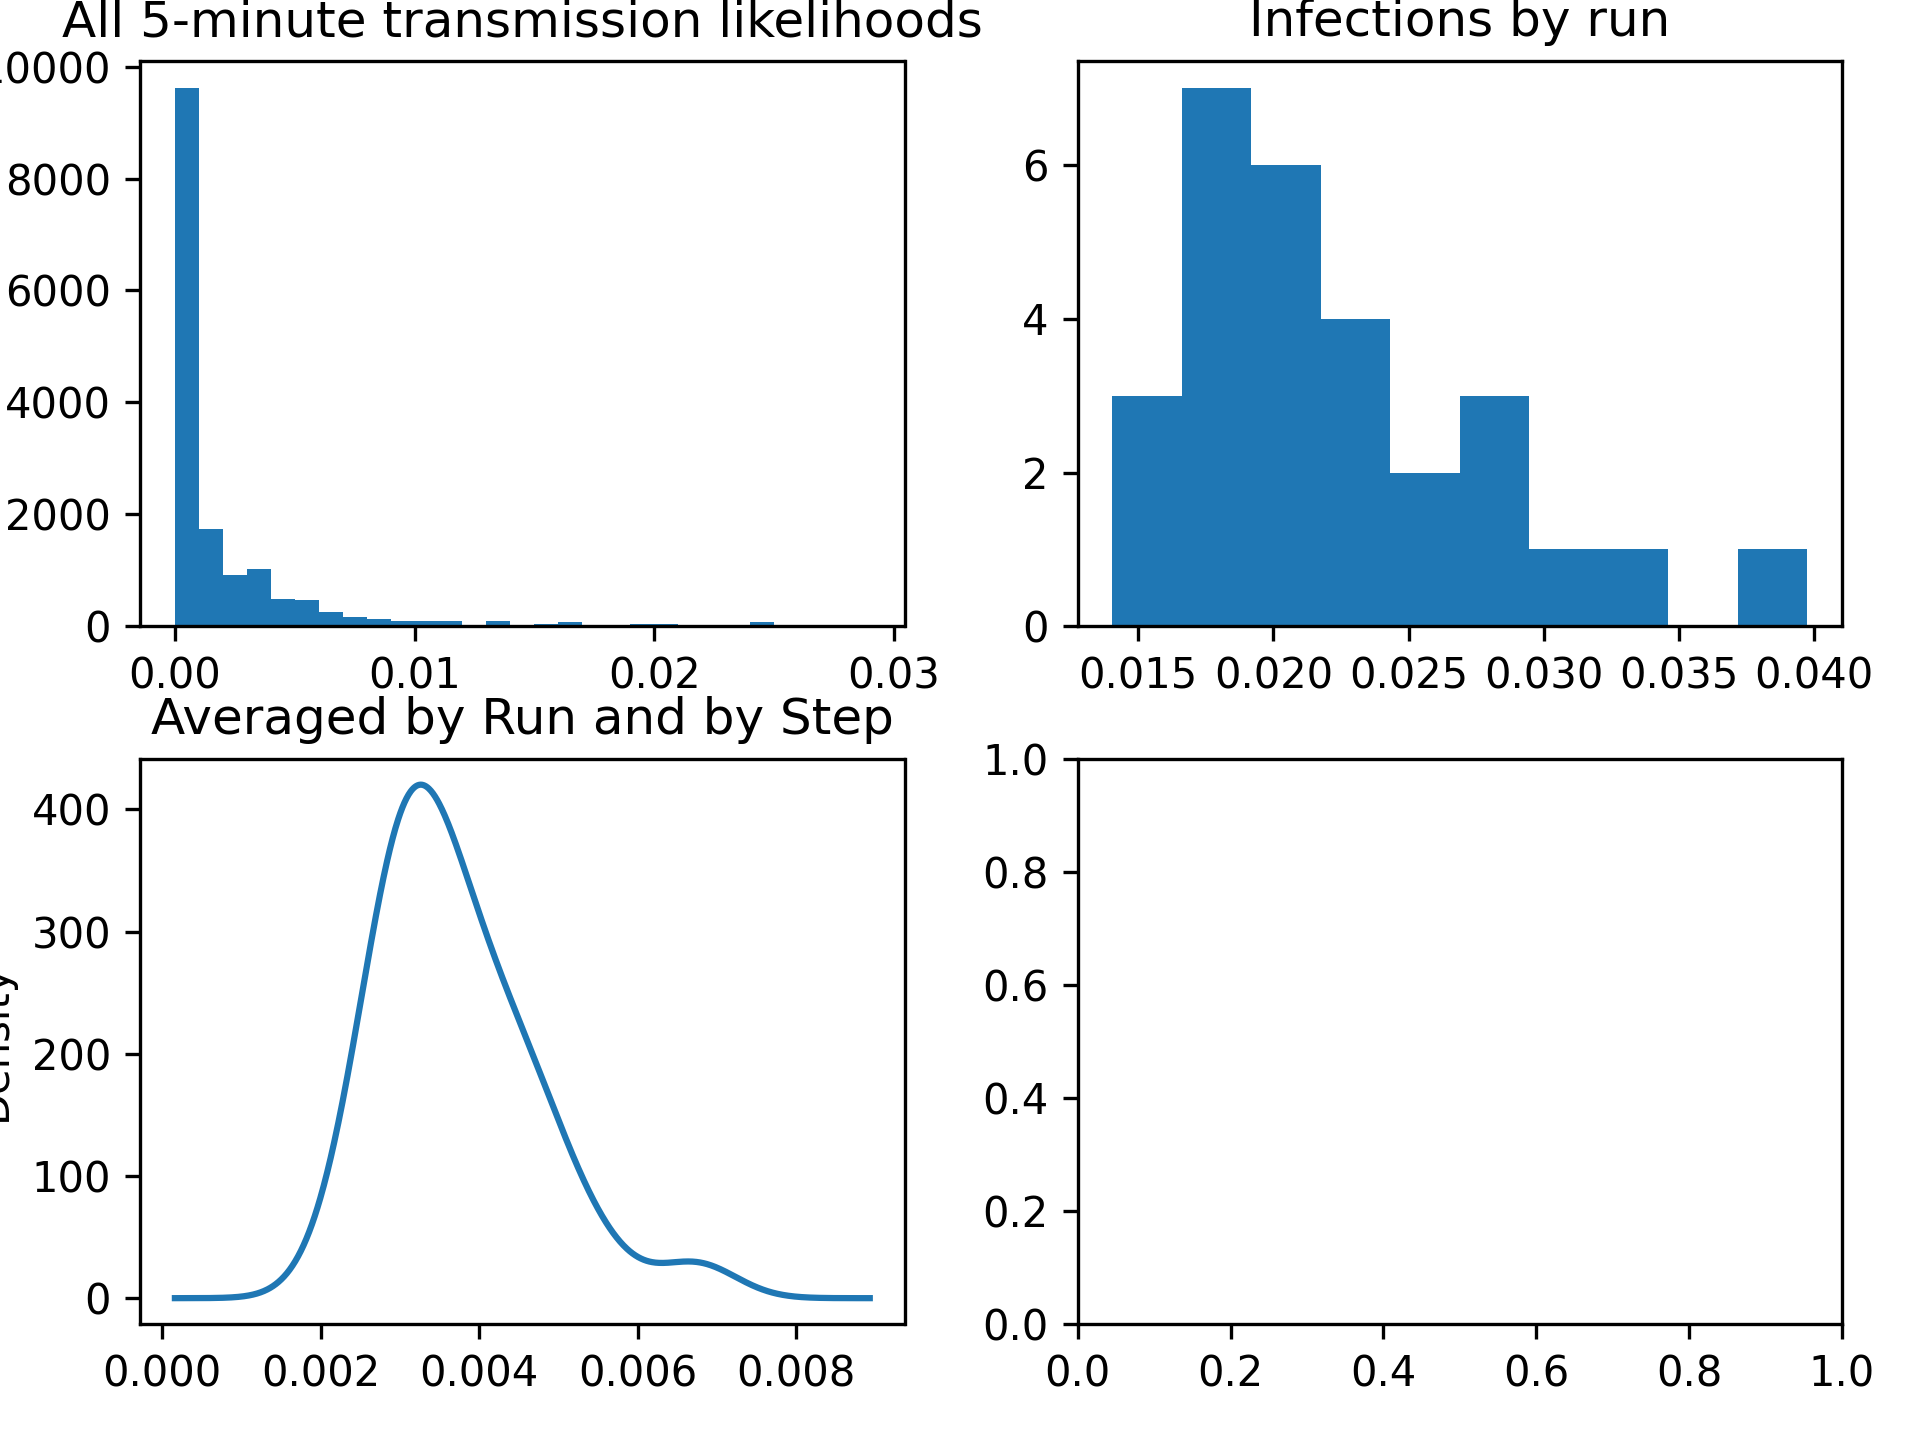 All 5-minute transmission likelihoods
10000
8000
6000
4000
2000
0
0.00 0.01 0.02 0.03
Infections by run
6
4
2
0
0.015 0.020 0.025 0.030 0.035 0.040
Averaged by Run and by Step
Density
400
300
200
100
0
0.000 0.002 0.004 0.006 0.008
1.0
0.8
0.6
0.4
0.2
0.0
0.0 0.2 0.4 0.6 0.8 1.0